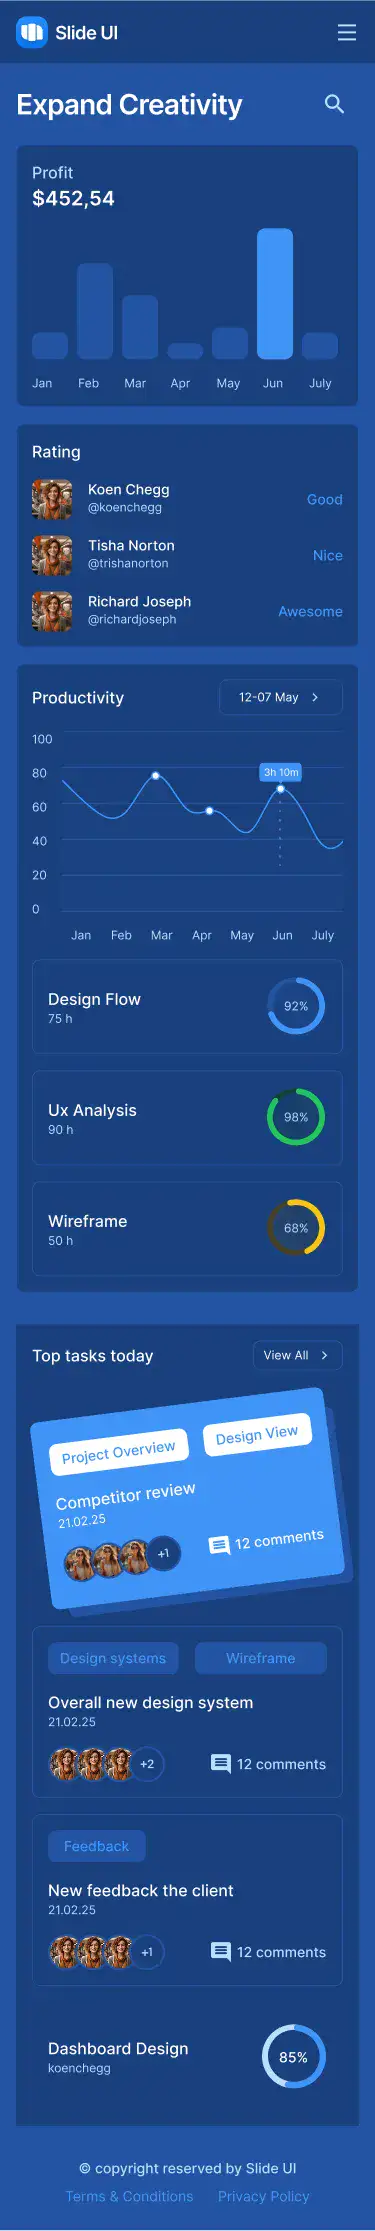 Slide UI
Expand Creativity
Profit
$452,54
Jan Feb Mar Apr May Jun July
Rating
Koen Chegg
@koenchegg
Good
Tisha Norton
@trishanorton
Nice
Richard Joseph
@richardjoseph
Awesome
Productivity
12-07 May
100
80
3h 10m
60
40
20
0
Jan Feb Mar Apr May Jun July
Design Flow
75 h
92%
Ux Analysis
90 h
98%
Wireframe
50 h
68%
Top tasks today
View All
Project Overview
Design View
Competitor review
21.02.25
+1
12 comments
Design systems
Wireframe
Overall new design system
21.02.25
+2
12 comments
Feedback
New feedback the client
21.02.25
+1
12 comments
Dashboard Design
koenchegg
85%
© copyright reserved by Slide UI
Terms & Conditions Privacy Policy